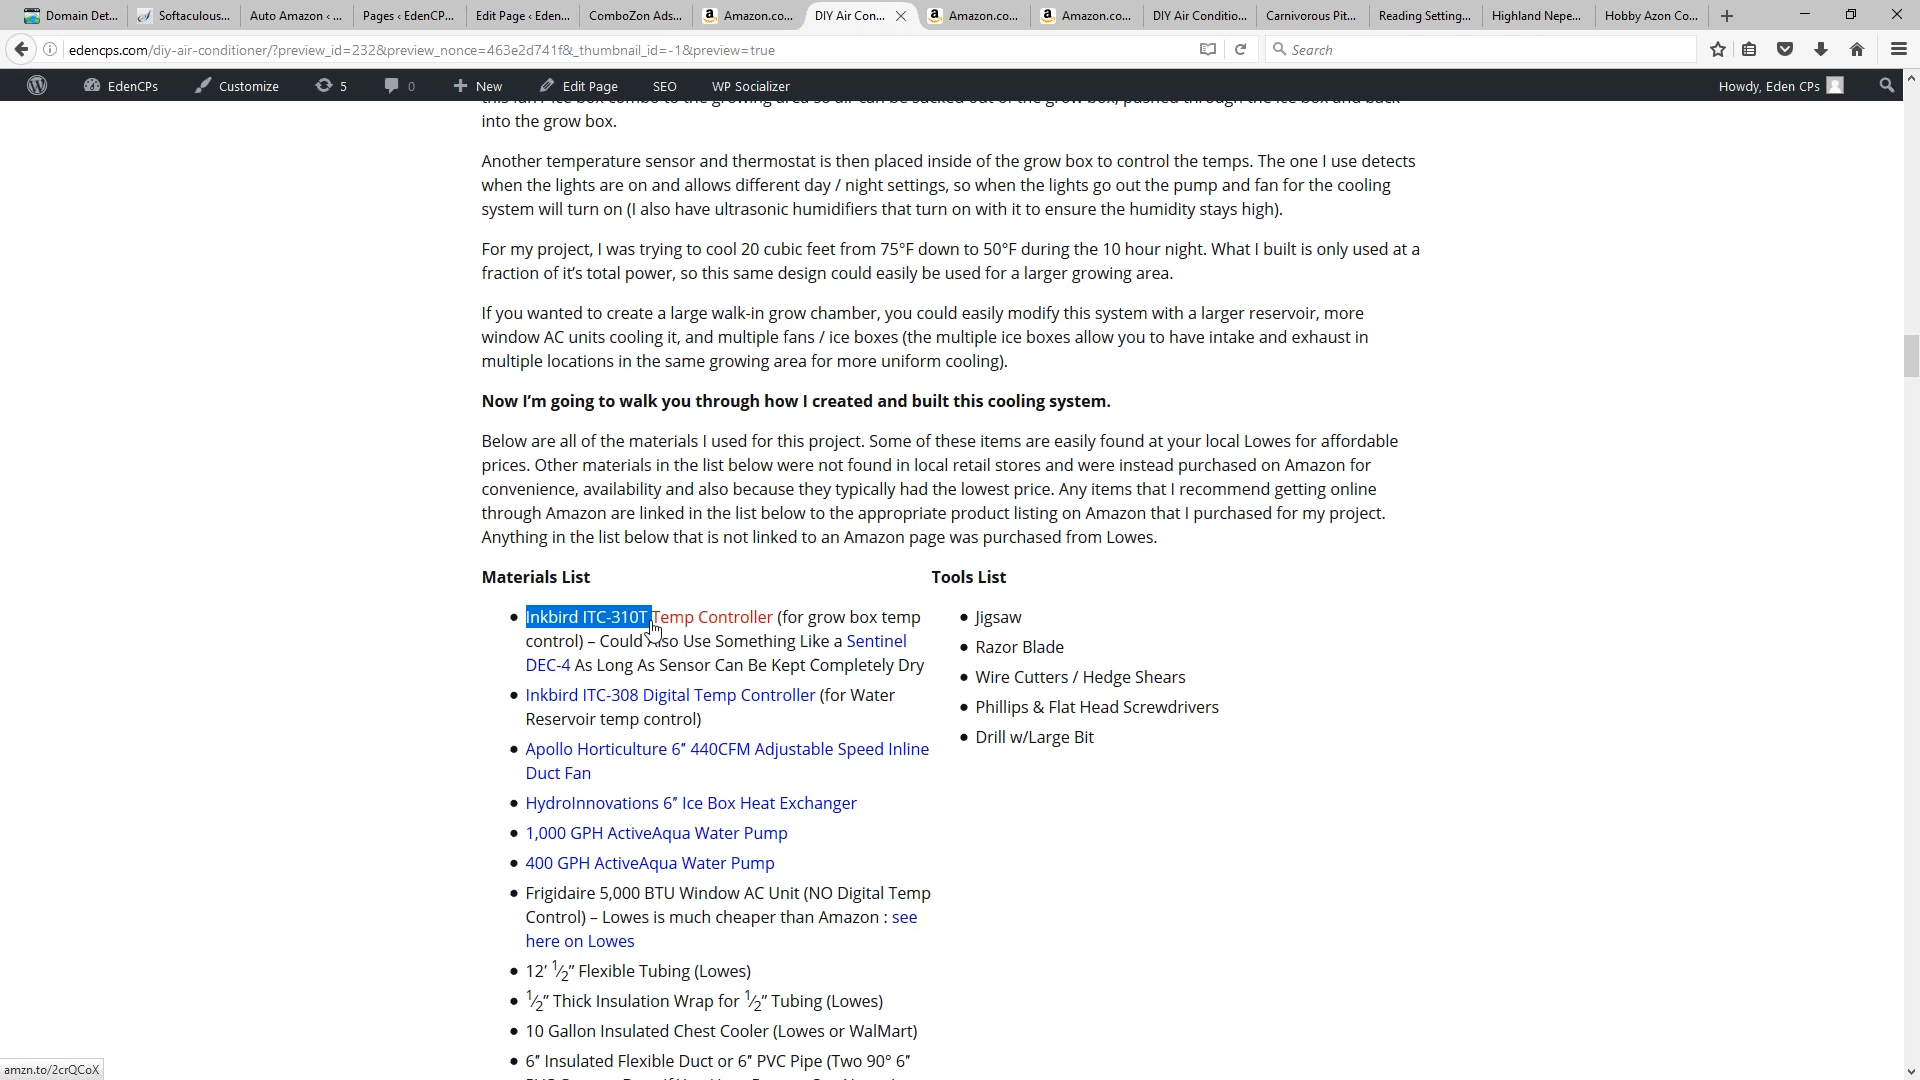 Domain Det...
Softaculous...
Auto Amazon ‹ ...
Pages ‹ EdenCP...
Edit Page ‹ Eden...
ComboZon Ads...
Amazon.co...
DIY Air Con...
Amazon.co...
Amazon.co...
DIY Air Conditio...
Carnivorous Pit...
Reading Setting...
Highland Nepe...
Hobby Azon Co...
edencps.com/diy-air-conditioner/?preview_id=232&preview_nonce=463e2d741f&_thumbnail_id=-1&preview=true
Search
EdenCPs
Customize
5
0
New
Edit Page
SEO
WP Socializer
Howdy, Eden CPs
into the grow box.
Another temperature sensor and thermostat is then placed inside of the grow box to control the temps. The one I use detects
when the lights are on and allows different day / night settings, so when the lights go out the pump and fan for the cooling
system will turn on (I also have ultrasonic humidifiers that turn on with it to ensure the humidity stays high).
For my project, I was trying to cool 20 cubic feet from 75°F down to 50°F during the 10 hour night. What I built is only used at a
fraction of it’s total power, so this same design could easily be used for a larger growing area.
If you wanted to create a large walk-in grow chamber, you could easily modify this system with a larger reservoir, more
window AC units cooling it, and multiple fans / ice boxes (the multiple ice boxes allow you to have intake and exhaust in
multiple locations in the same growing area for more uniform cooling).
Now I’m going to walk you through how I created and built this cooling system.
Below are all of the materials I used for this project. Some of these items are easily found at your local Lowes for affordable
prices. Other materials in the list below were not found in local retail stores and were instead purchased on Amazon for
convenience, availability and also because they typically had the lowest price. Any items that I recommend getting online
through Amazon are linked in the list below to the appropriate product listing on Amazon that I purchased for my project.
Anything in the list below that is not linked to an Amazon page was purchased from Lowes.
Materials List
Inkbird ITC-310T Temp Controller (for grow box temp
control) – Could Also Use Something Like a Sentinel
DEC-4 As Long As Sensor Can Be Kept Completely Dry
Inkbird ITC-308 Digital Temp Controller (for Water
Reservoir temp control)
Apollo Horticulture 6″ 440CFM Adjustable Speed Inline
Duct Fan
HydroInnovations 6″ Ice Box Heat Exchanger
1,000 GPH ActiveAqua Water Pump
400 GPH ActiveAqua Water Pump
Frigidaire 5,000 BTU Window AC Unit (NO Digital Temp
Control) – Lowes is much cheaper than Amazon : see
here on Lowes
12′ 1/2” Flexible Tubing (Lowes)
1/2” Thick Insulation Wrap for 1/2” Tubing (Lowes)
10 Gallon Insulated Chest Cooler (Lowes or WalMart)
6″ Insulated Flexible Duct or 6″ PVC Pipe (Two 90° 6″
Tools List
Jigsaw
Razor Blade
Wire Cutters / Hedge Shears
Phillips & Flat Head Screwdrivers
Drill w/Large Bit
amzn.to/2crQCoX